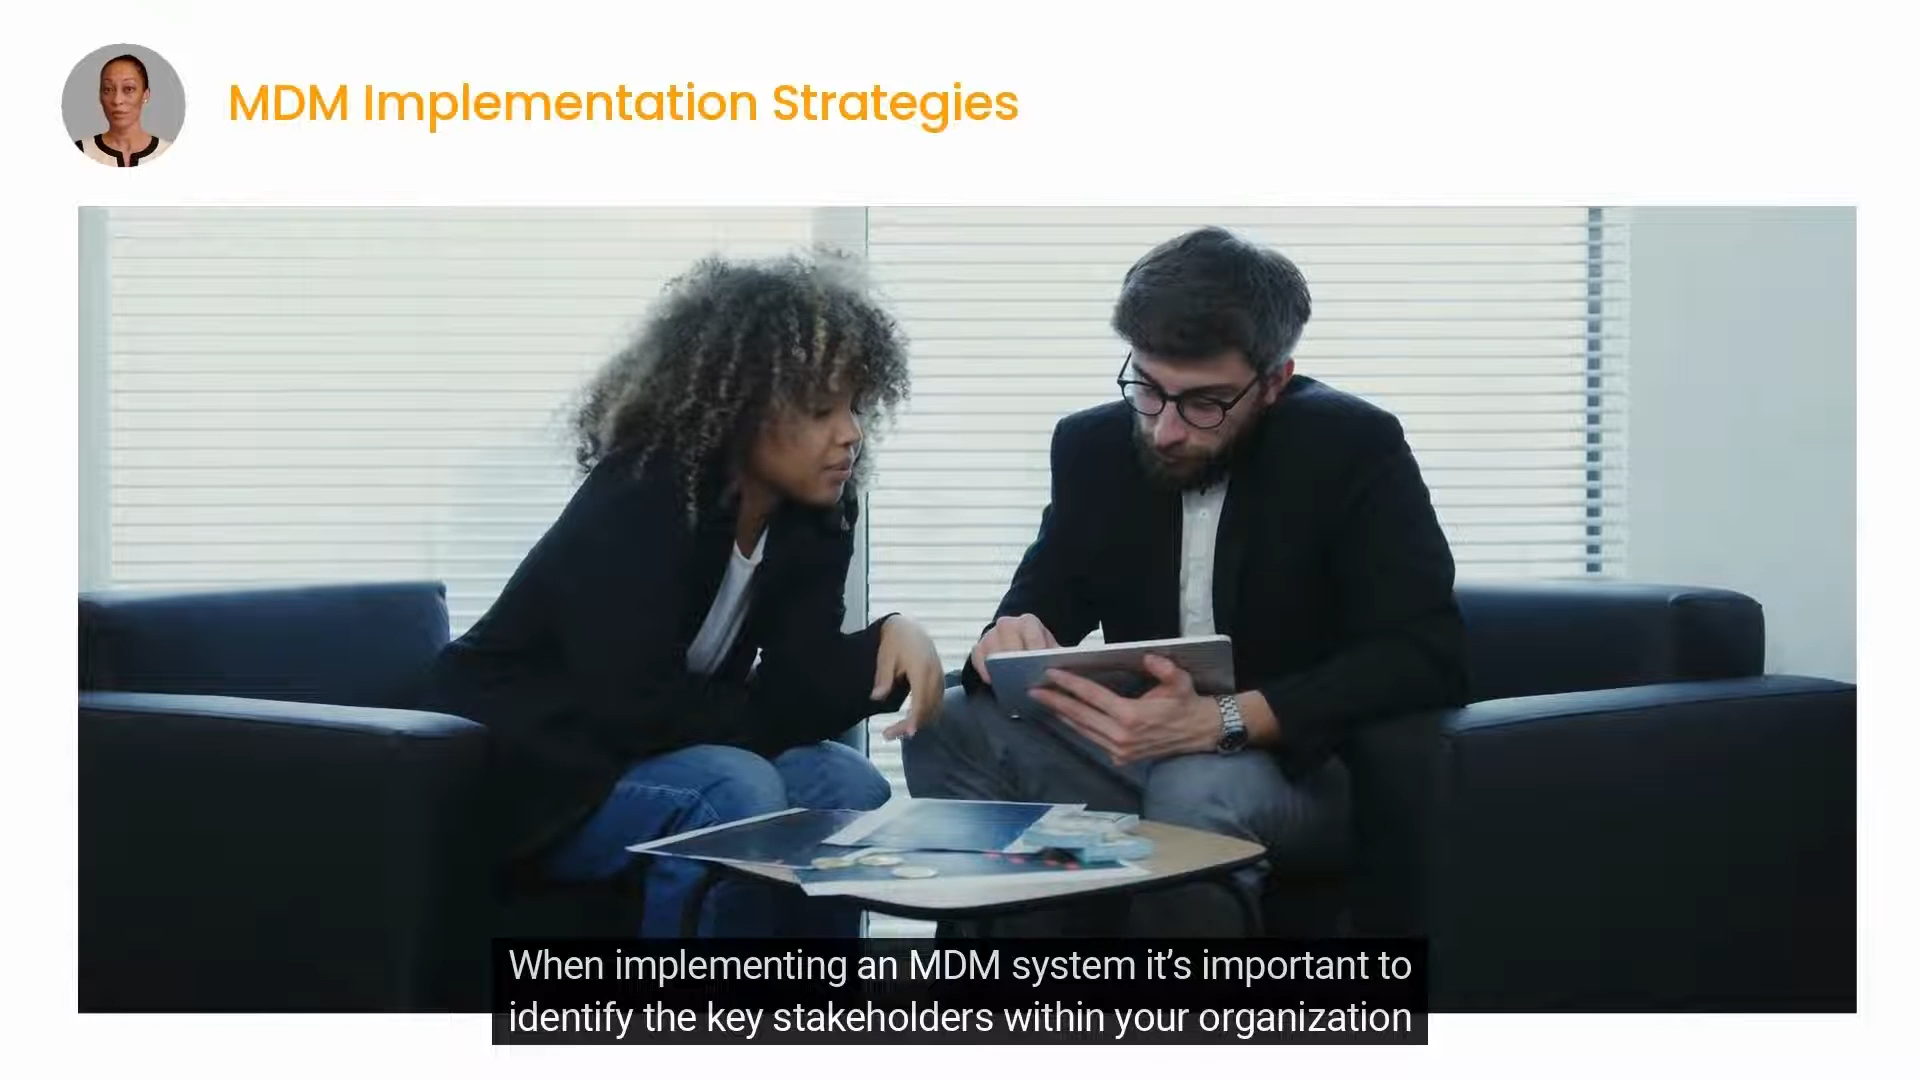 MDM Implementation Strategies
When implementing an MDM system it’s important to
identify the key stakeholders within your organization